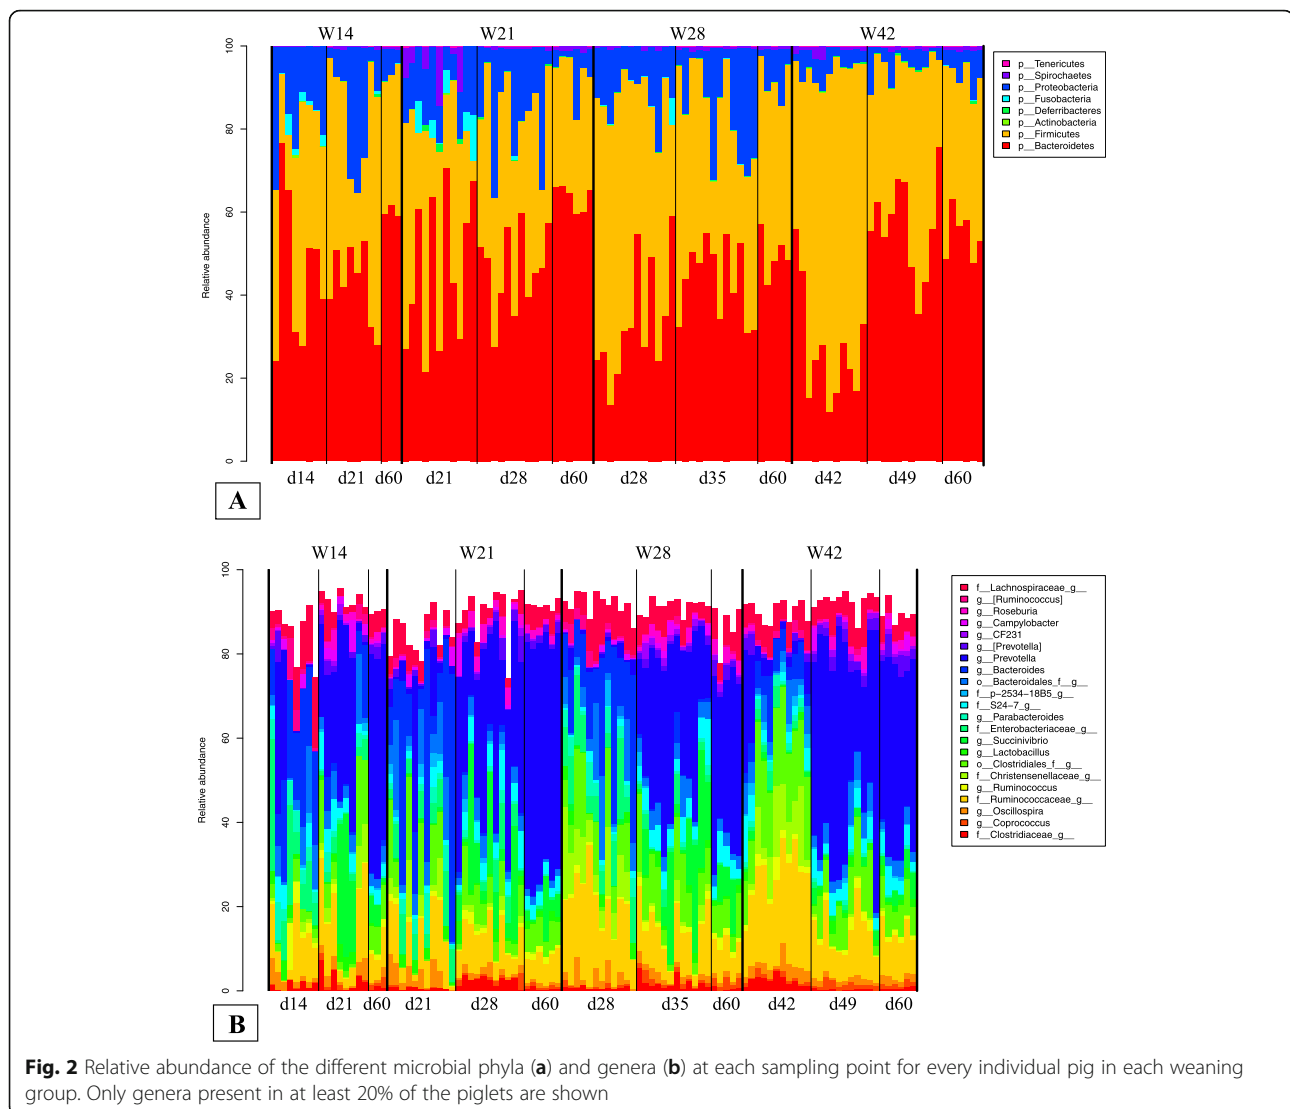 W14 W21 W28 W42
100
80
60
40
20
0
Relative abundance
p__Tenericutes
p__Spirochaetes
p__Proteobacteria
p__Fusobacteria
p__Deferribacteres
p__Actinobacteria
p__Firmicutes
p__Bacteroidetes
d14 d21 d60 d21 d28 d60 d28 d35 d60 d42 d49 d60
A
W14 W21 W28 W42
100
80
60
40
20
0
Relative abundance
f__Lachnospiraceae_g__
g__[Ruminococcus]
g__Roseburia
g__Campylobacter
g__CF231
g__[Prevotella]
g__Prevotella
g__Bacteroides
o__Bacteroidales_f__g__
f__p-2534-18B5_g__
f__S24-7_g__
g__Parabacteroides
f__Enterobacteriaceae_g__
g__Succinivibrio
g__Lactobacillus
o__Clostridiales_f__g__
f__Christensenellaceae_g__
g__Ruminococcus
f__Ruminococcaceae_g__
g__Oscillospira
g__Coprococcus
f__Clostridiaceae_g__
d14 d21 d60 d21 d28 d60 d28 d35 d60 d42 d49 d60
B
Fig. 2 Relative abundance of the different microbial phyla (a) and genera (b) at each sampling point for every individual pig in each weaning
group. Only genera present in at least 20% of the piglets are shown